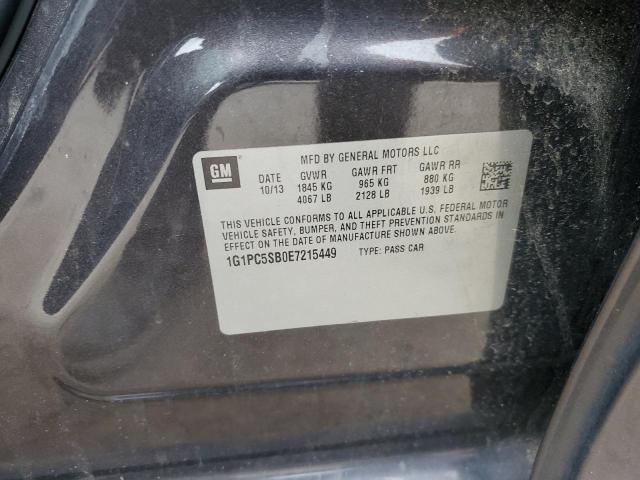 MFD BY GENERAL MOTORS LLC
GM
DATE GVWR GAWR FRT GAWR RR
10/13 1845 KG 965 KG 880 KG
4067 LB 2128 LB 1939 LB
THIS VEHICLE CONFORMS TO ALL APPLICABLE U.S. FEDERAL MOTOR
VEHICLE SAFETY, BUMPER, AND THEFT PREVENTION STANDARDS IN
EFFECT ON THE DATE OF MANUFACTURE SHOWN ABOVE.
1G1PC5SB0E7215449 TYPE: PASS CAR